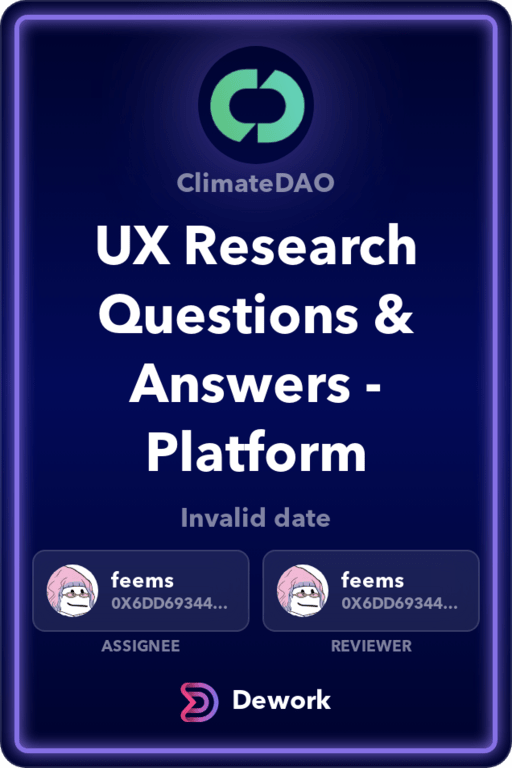 ClimateDAO
UX Research
Questions &
Answers -
Platform
Invalid date
feems
0X6DD69344...
feems
0X6DD69344...
ASSIGNEE
REVIEWER
Dework